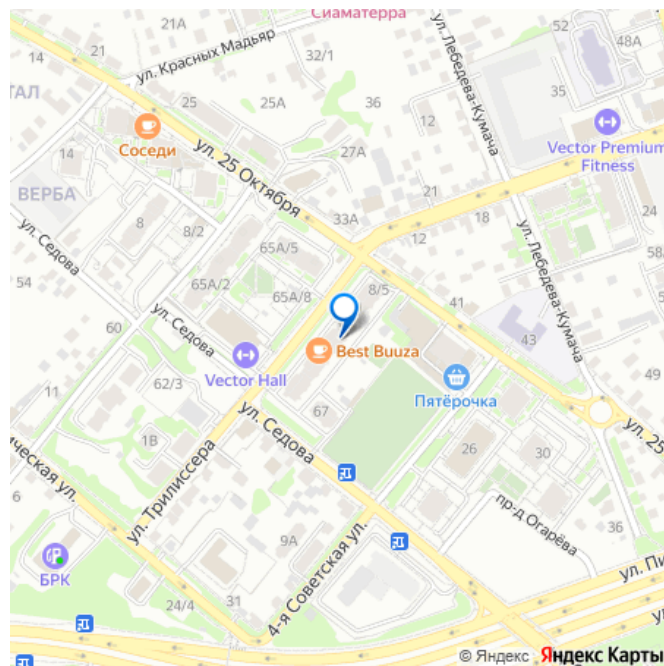 Сиаматерра
52
21А
21
ул. Красных Мадьяр
32/1
ул. Лебедева-Кумача
48А
14
ТАЛ
25
25А
36
35
Соседи
ул. 25 Октября
12
Vector Premium
Fitness
14
27А
ВЕРБА
21
33А
18
24
8
8/2
65А/5
12
ул. Лебедева-Кумача
58
ул. Седова
54
65А/2
8/5
41
65А/8
60
ул. Седова
43
Best Buuza
Vector Hall
Пятёрочка
49
11
62/3
67
ул. Седова
ул. 25
1В
26
30
ическая ул.
ул. Трилиссера
6
пр-д Огарёва
36
9А
4-я Советская ул.
БРК
ул. Пи
24/4
31
ул
© Яндекс Яндекс Карты